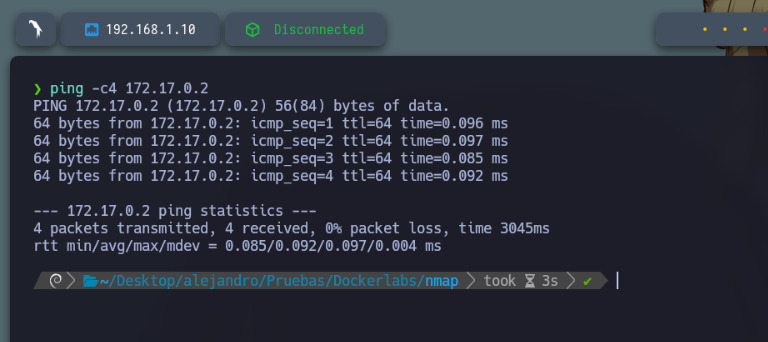 192.168.1.10
Disconnected
❯ ping -c4 172.17.0.2
PING 172.17.0.2 (172.17.0.2) 56(84) bytes of data.
64 bytes from 172.17.0.2: icmp_seq=1 ttl=64 time=0.096 ms
64 bytes from 172.17.0.2: icmp_seq=2 ttl=64 time=0.097 ms
64 bytes from 172.17.0.2: icmp_seq=3 ttl=64 time=0.085 ms
64 bytes from 172.17.0.2: icmp_seq=4 ttl=64 time=0.092 ms
--- 172.17.0.2 ping statistics ---
4 packets transmitted, 4 received, 0% packet loss, time 3045ms
rtt min/avg/max/mdev = 0.085/0.092/0.097/0.004 ms
~/Desktop/alejandro/Pruebas/Dockerlabs/nmap took 3s ✔